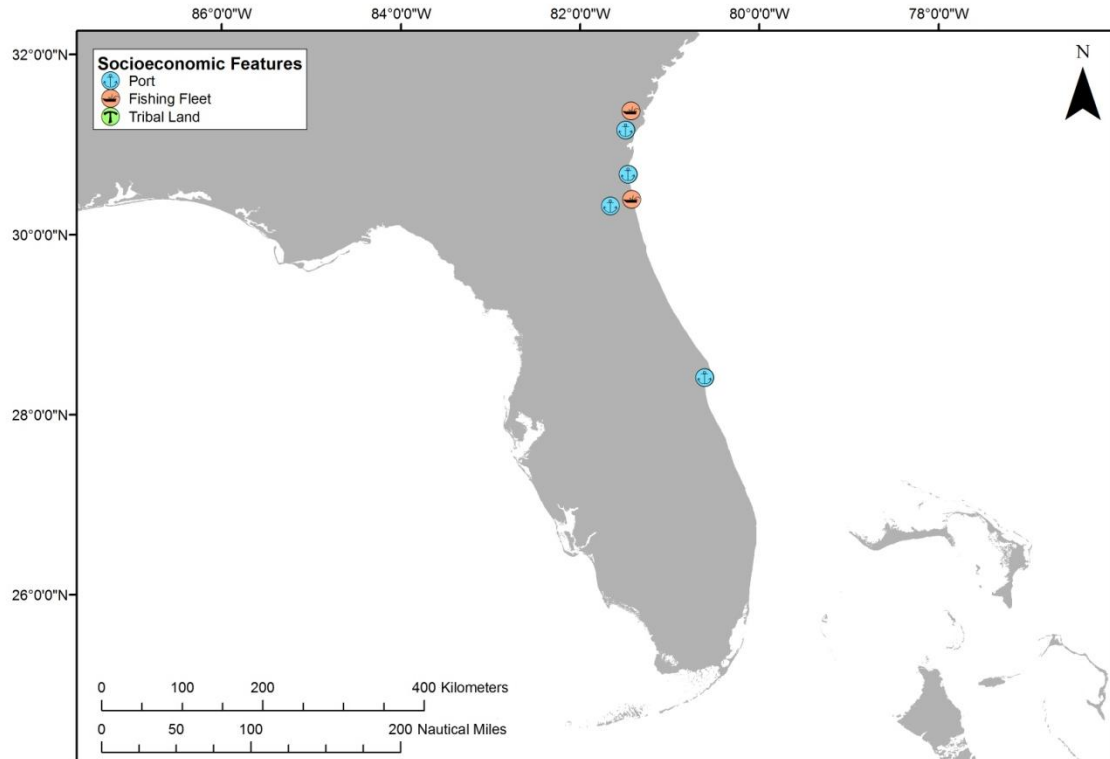 86°0'0"W 84°0'0"W 82°0'0"W 80°0'0"W 78°0'0"W
32°0'0"N
Socioeconomic Features
Port
Fishing Fleet
Tribal Land
N
30°0'0"N
28°0'0"N
26°0'0"N
0 100 200 400 Kilometers
0 50 100 200 Nautical Miles